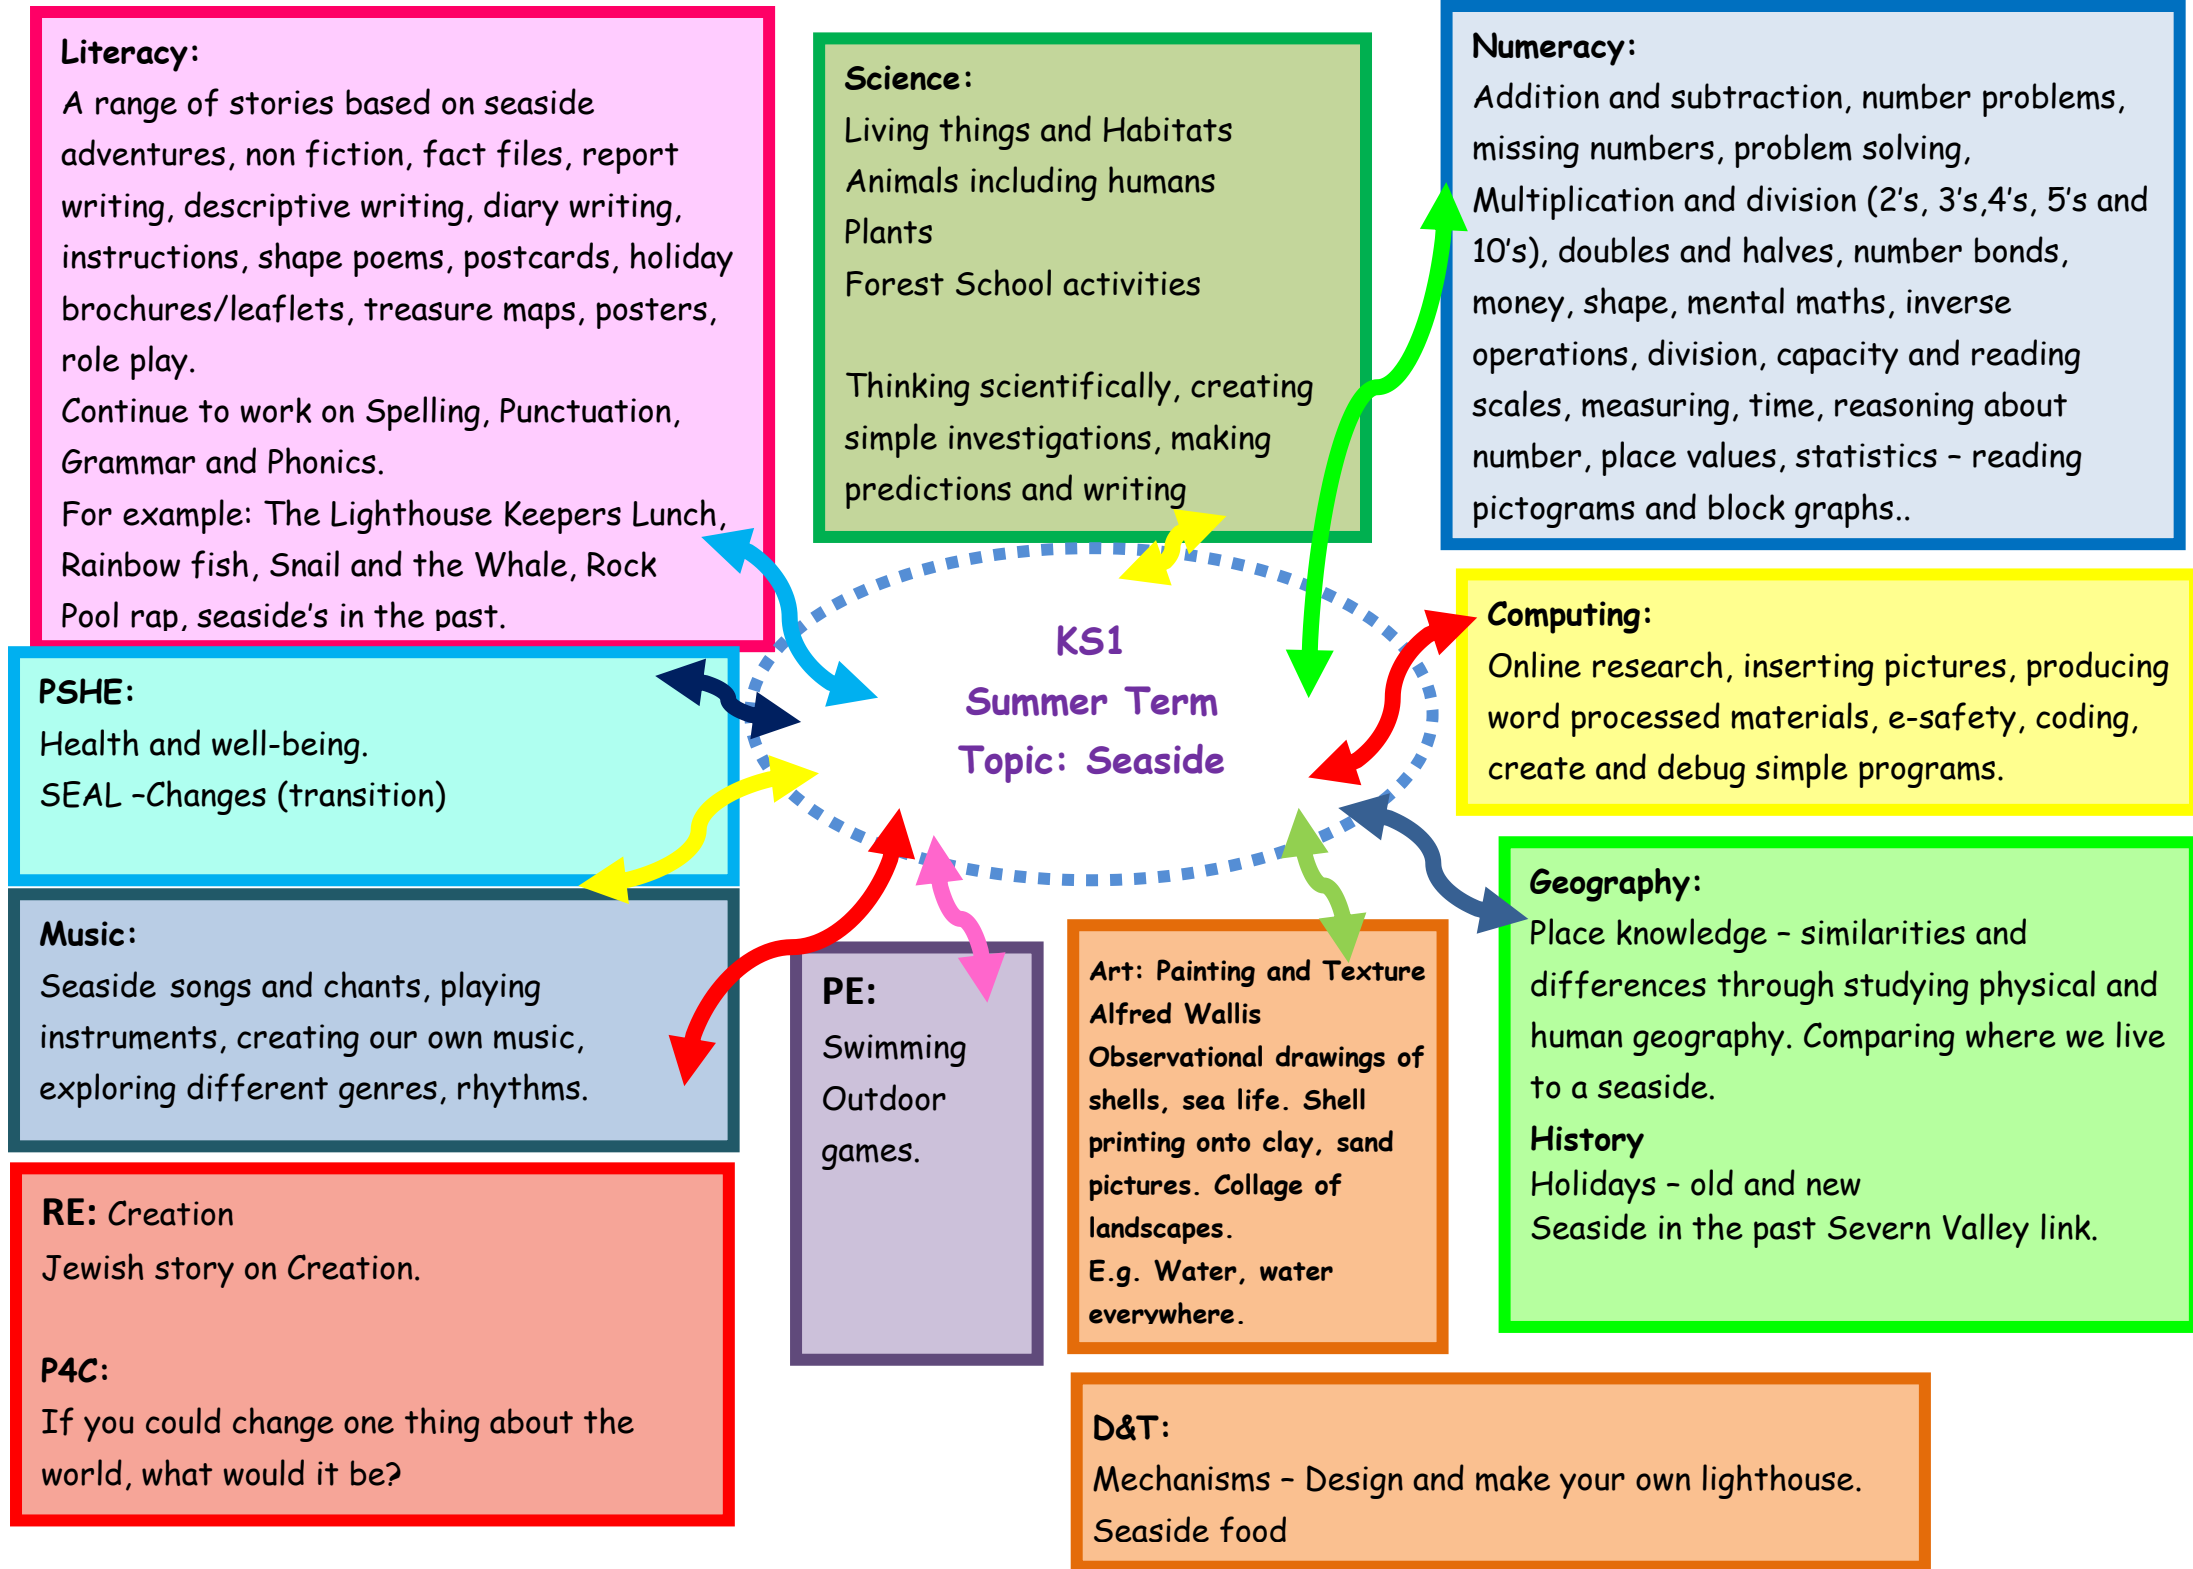 Literacy:
A range of stories based on seaside
adventures, non fiction, fact files, report
writing, descriptive writing, diary writing,
instructions, shape poems, postcards, holiday
brochures/leaflets, treasure maps, posters,
role play.
Continue to work on Spelling, Punctuation,
Grammar and Phonics.
For example: The Lighthouse Keepers Lunch,
Rainbow fish, Snail and the Whale, Rock
Pool rap, seaside's in the past.
Science:
Living things and Habitats
Animals including humans
Plants
Forest School activities
Thinking scientifically, creating
simple investigations, making
predictions and writing
Numeracy:
Addition and subtraction, number problems,
missing numbers, problem solving,
Multiplication and division (2's, 3's,4's, 5's and
10's), doubles and halves, number bonds,
money, shape, mental maths, inverse
operations, division, capacity and reading
scales, measuring, time, reasoning about
number, place values, statistics – reading
pictograms and block graphs..
KS1
Summer Term
Topic: Seaside
Computing:
Online research, inserting pictures, producing
word processed materials, e-safety, coding,
create and debug simple programs.
PSHE:
Health and well-being.
SEAL –Changes (transition)
Music:
Seaside songs and chants, playing
instruments, creating our own music,
exploring different genres, rhythms.
RE: Creation
Jewish story on Creation.
P4C:
If you could change one thing about the
world, what would it be?
PE:
Swimming
Outdoor
games.
Art: Painting and Texture
Alfred Wallis
Observational drawings of
shells, sea life. Shell
printing onto clay, sand
pictures. Collage of
landscapes.
E.g. Water, water
everywhere.
Geography:
Place knowledge – similarities and
differences through studying physical and
human geography. Comparing where we live
to a seaside.
History
Holidays – old and new
Seaside in the past Severn Valley link.
D&T:
Mechanisms – Design and make your own lighthouse.
Seaside food